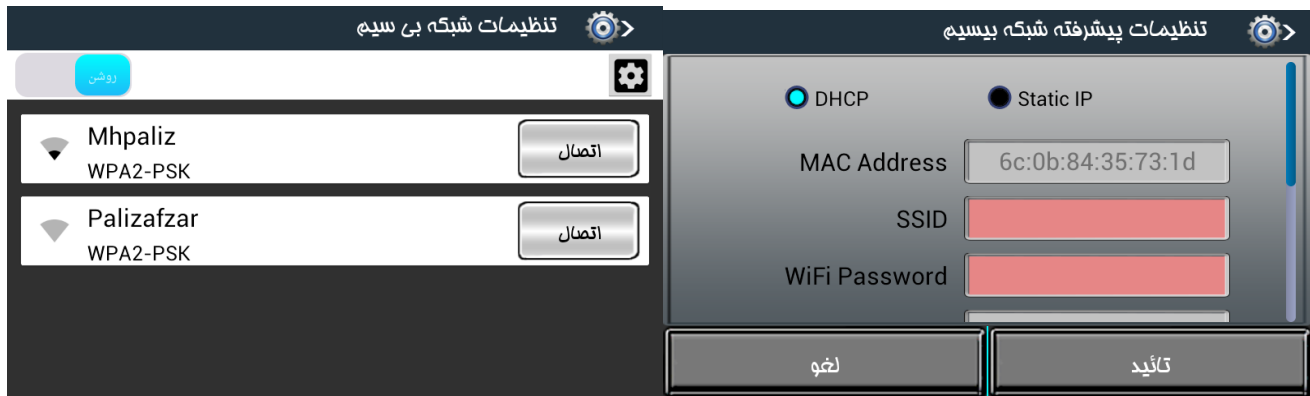 تنظیمات شبکه بی سیم
روشن
Mhpaliz
WPA2-PSK
اتصال
Palizafzar
WPA2-PSK
اتصال
تنظیمات پیشرفته شبکه بیسیم
DHCP Static IP
MAC Address 6c:0b:84:35:73:1d
SSID
WiFi Password
لغو تائید